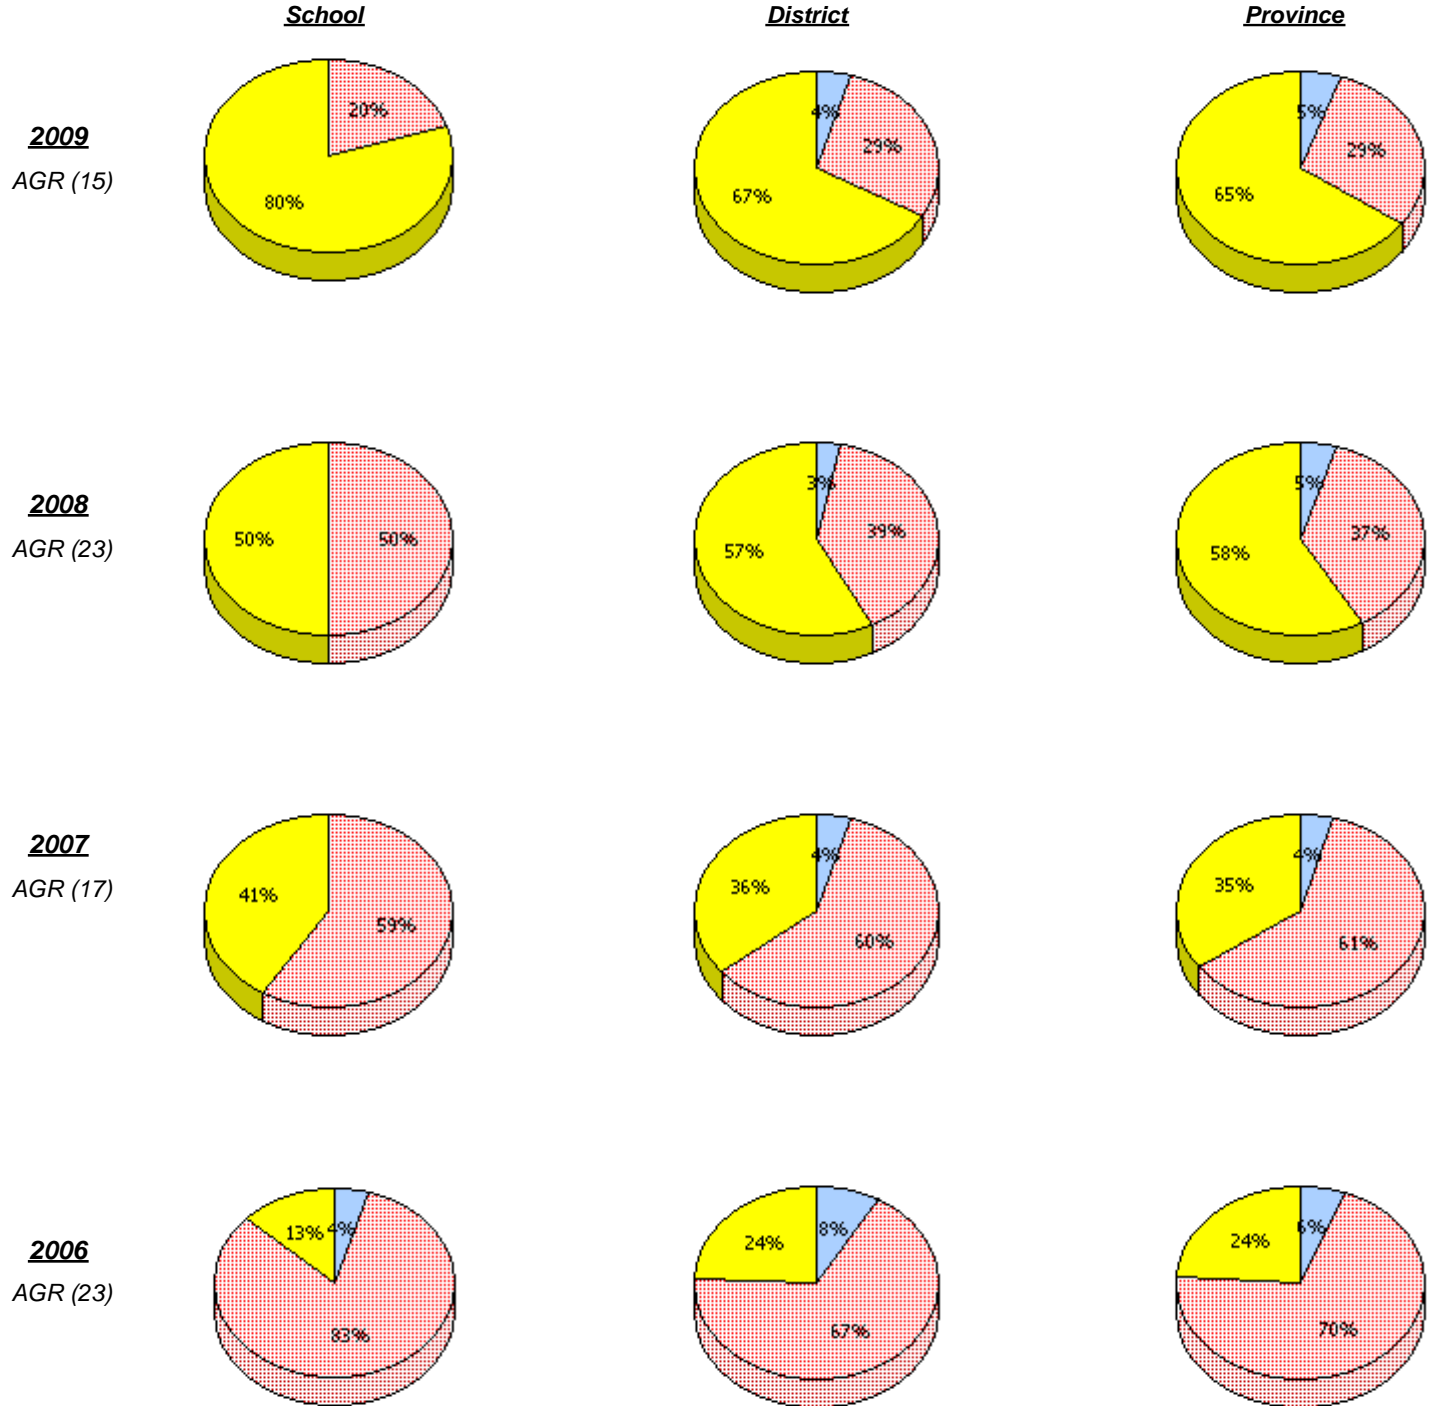 School District Province
20% 4% 5%
2009 29% 29%
AGR (15) 80% 67% 65%
3% 5%
2008 50% 50% 57% 39% 58% 37%
AGR (23)
2007 4% 4%
AGR (17) 41% 59% 36% 60% 35% 61%
2006 13% 4% 24% 8% 24% 6%
AGR (23) 83% 67% 70%